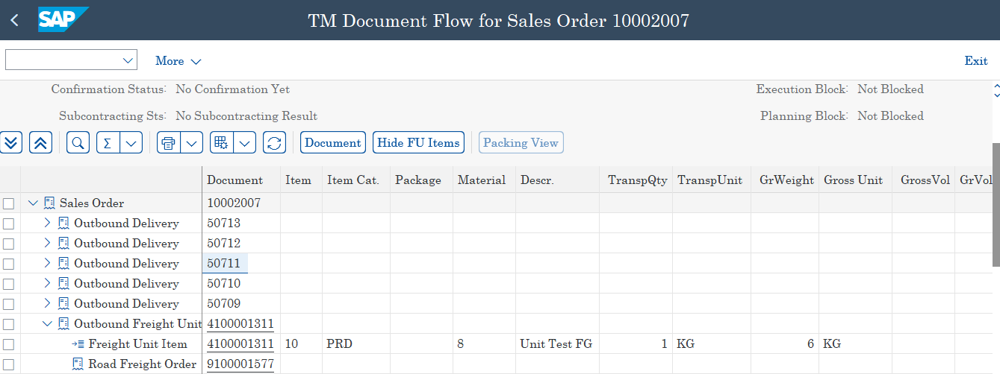 SAP TM Document Flow for Sales Order 10002007
More Exit
Confirmation Status: No Confirmation Yet Execution Block: Not Blocked
Subcontracting Sts: No Subcontracting Result Planning Block: Not Blocked
Σ Document Hide FU Items Packing View
Document Item Item Cat. Package Material Descr. TranspQty TranspUnit GrWeight Gross Unit GrossVol GrVol
Sales Order 10002007
Outbound Delivery 50713
Outbound Delivery 50712
Outbound Delivery 50711
Outbound Delivery 50710
Outbound Delivery 50709
Outbound Freight Unit 4100001311
Freight Unit Item 4100001311 10 PRD 8 Unit Test FG 1 KG 6 KG
Road Freight Order 9100001577